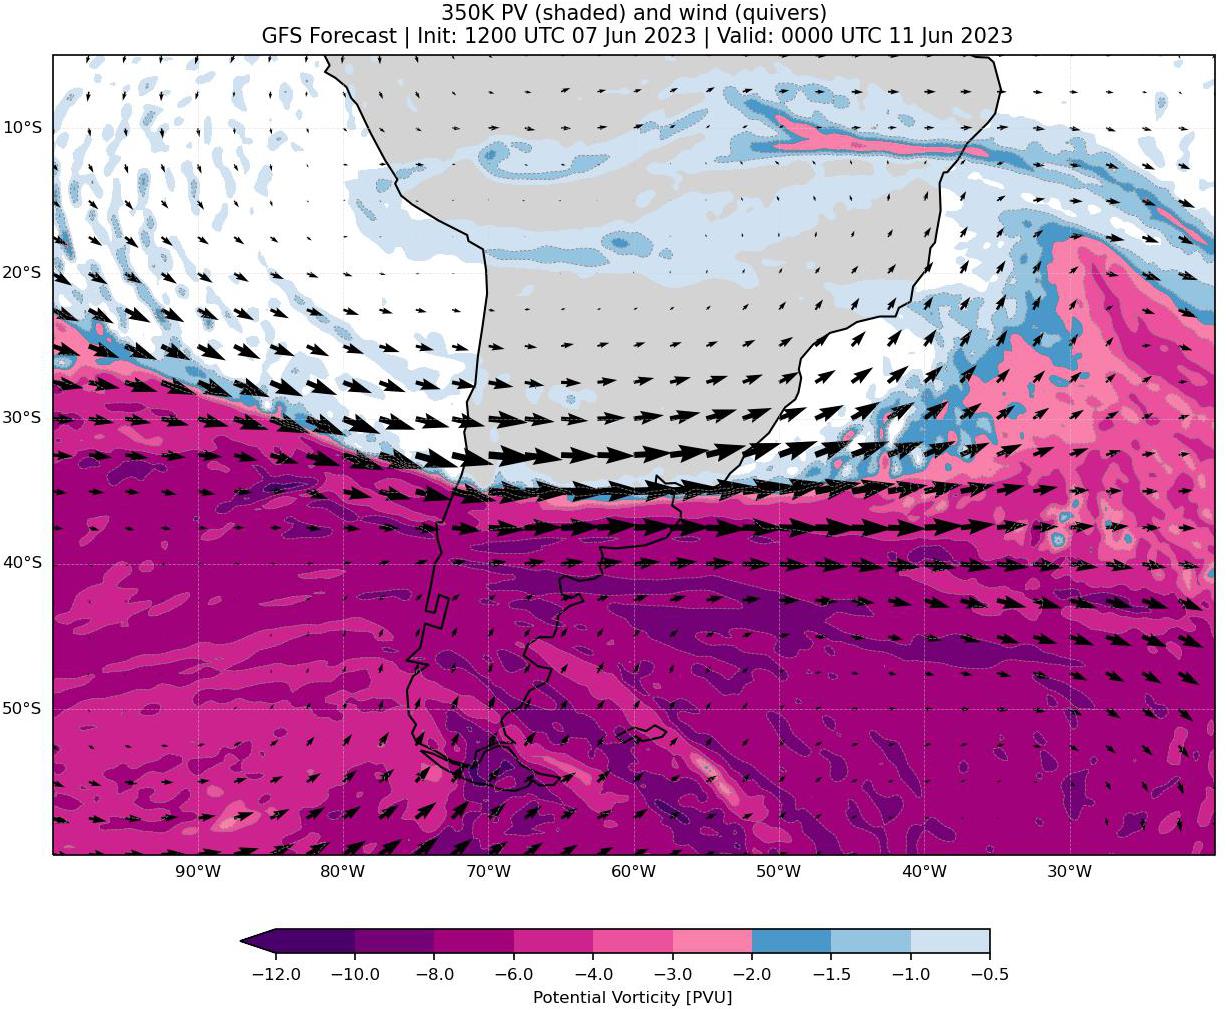 350K PV (shaded) and wind (quivers)
GFS Forecast | Init: 1200 UTC 07 Jun 2023 | Valid: 0000 UTC 11 Jun 2023
10°S
20°S
30°S
40°S
50°S
90°W 80°W 70°W 60°W 50°W 40°W 30°W
−12.0 −10.0 −8.0 −6.0 −4.0 −3.0 −2.0 −1.5 −1.0 −0.5
Potential Vorticity [PVU]